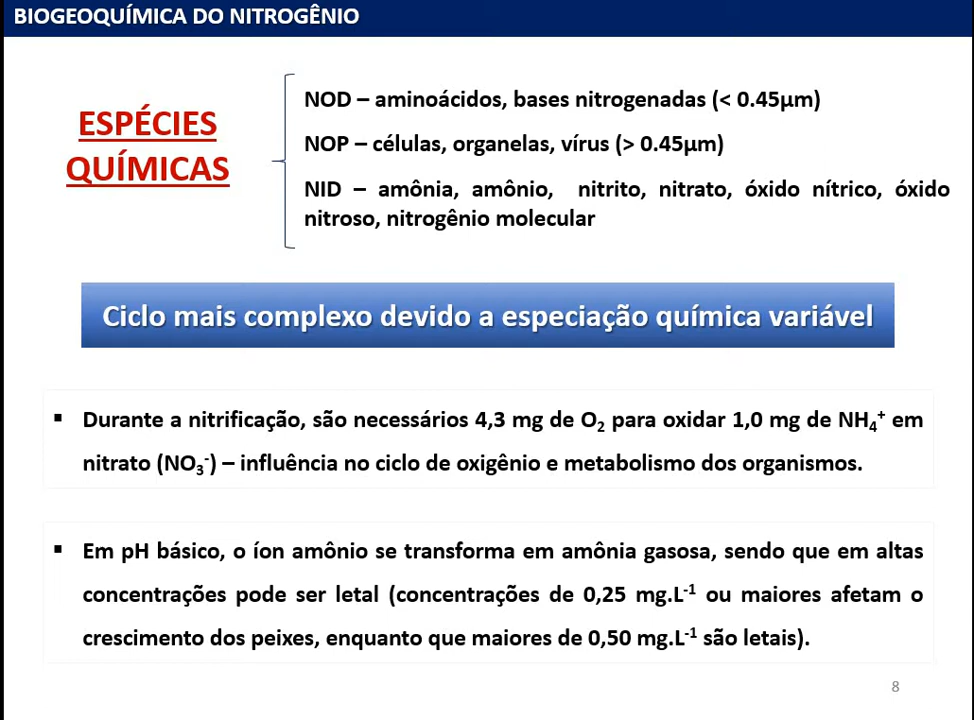 BIOGEOQUÍMICA DO NITROGÊNIO
ESPÉCIES
QUÍMICAS
NOD – aminoácidos, bases nitrogenadas (< 0.45µm)
NOP – células, organelas, vírus (> 0.45µm)
NID – amônia, amônio, nitrito, nitrato, óxido nítrico, óxido
nitroso, nitrogênio molecular
Ciclo mais complexo devido a especiação química variável
▪ Durante a nitrificação, são necessários 4,3 mg de O₂ para oxidar 1,0 mg de NH₄⁺ em
nitrato (NO₃⁻) – influência no ciclo de oxigênio e metabolismo dos organismos.
▪ Em pH básico, o íon amônio se transforma em amônia gasosa, sendo que em altas
concentrações pode ser letal (concentrações de 0,25 mg.L⁻¹ ou maiores afetam o
crescimento dos peixes, enquanto que maiores de 0,50 mg.L⁻¹ são letais).
8